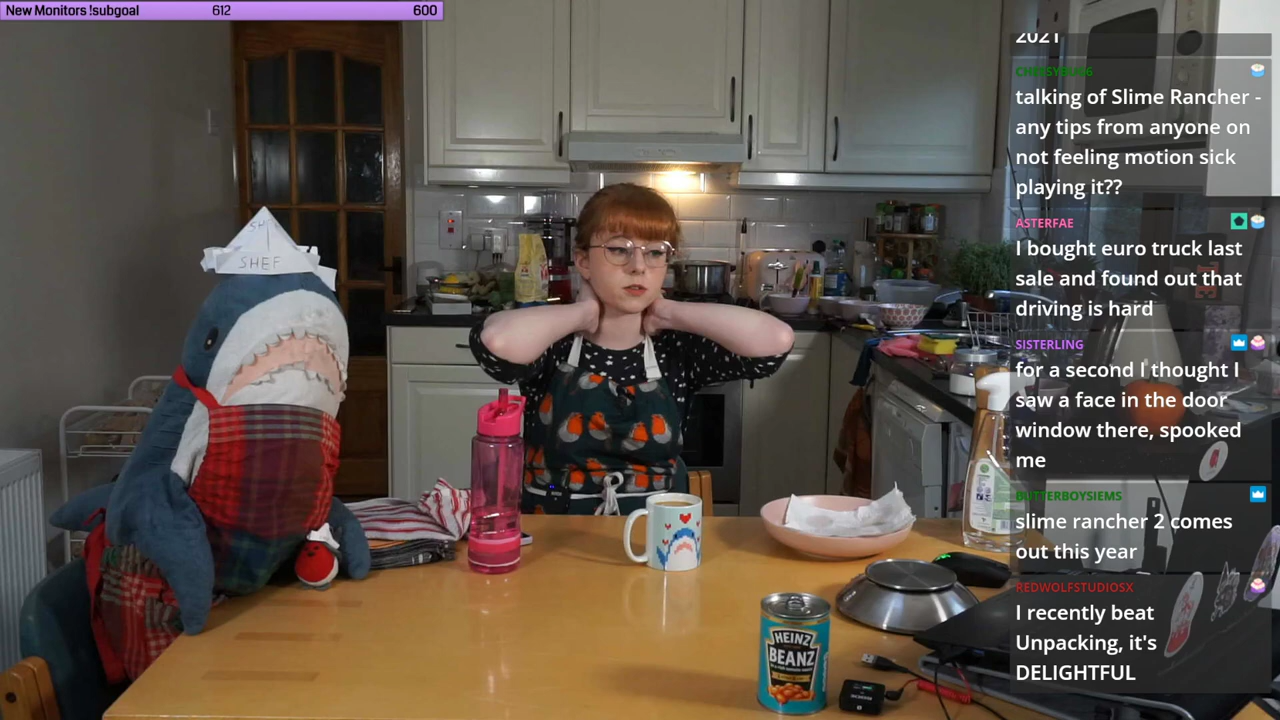 New Monitors !subgoal 612 600
2021
talking of Slime Rancher -
any tips from anyone on
not feeling motion sick
playing it??
ASTERFAE
I bought euro truck last
sale and found out that
driving is hard
SISTERLING
for a second I thought I
saw a face in the door
window there, spooked
me
BUTTERBOYSIEMS
slime rancher 2 comes
out this year
REDWOLFSTUDIOSX
I recently beat
Unpacking, it's
DELIGHTFUL
SHEF
HEINZ
BEANZ